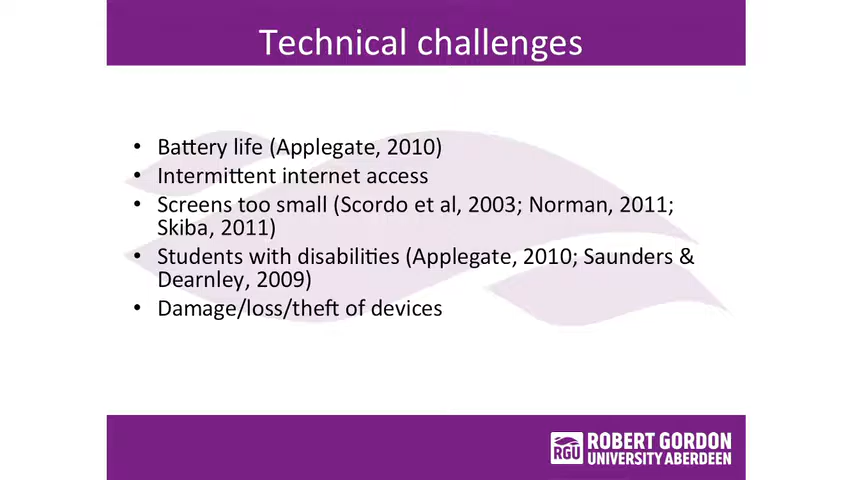 Technical challenges
• Battery life (Applegate, 2010)
• Intermittent internet access
• Screens too small (Scordo et al, 2003; Norman, 2011;
Skiba, 2011)
• Students with disabilities (Applegate, 2010; Saunders &
Dearnley, 2009)
• Damage/loss/theft of devices
RGU
ROBERT GORDON
UNIVERSITY ABERDEEN